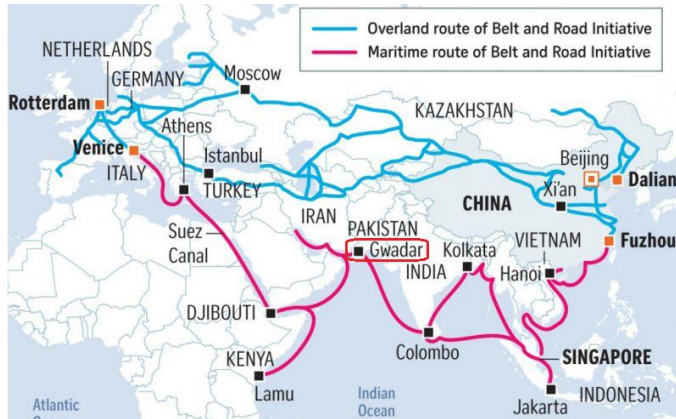 Overland route of Belt and Road Initiative
Maritime route of Belt and Road Initiative
NETHERLANDS
GERMANY
Moscow
Rotterdam
KAZAKHSTAN
Athens
Venice
Istanbul
Beijing
ITALY
TURKEY
Xi'an
Dalian
IRAN
CHINA
Suez
Canal
PAKISTAN
Gwadar
Kolkata
VIETNAM
Fuzhou
INDIA
Hanoi
DJIBOUTI
Colombo
SINGAPORE
KENYA
Lamu
INDONESIA
Jakarta
Atlantic
Indian
Ocean